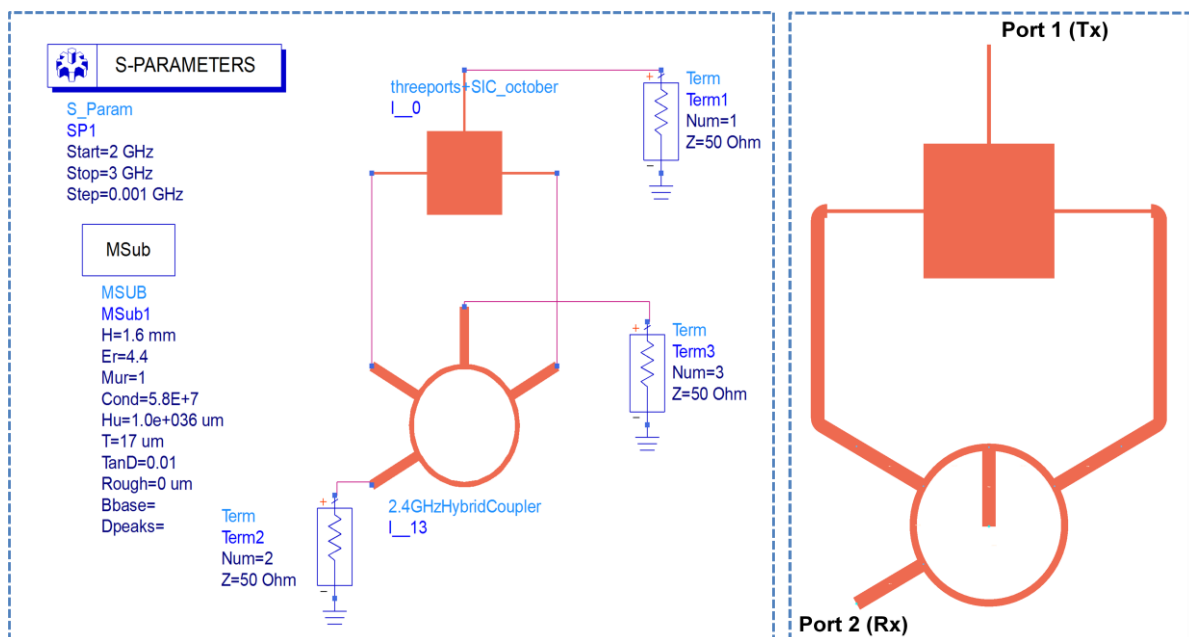 S-PARAMETERS
S_Param
SP1
Start=2 GHz
Stop=3 GHz
Step=0.001 GHz
MSub
MSUB
MSub1
H=1.6 mm
Er=4.4
Mur=1
Cond=5.8E+7
Hu=1.0e+036 um
T=17 um
TanD=0.01
Rough=0 um
Bbase=
Dpeaks=
threeports+SIC_october
I__0
+
Term
Term1
Num=1
Z=50 Ohm
-
+
Term
Term3
Num=3
Z=50 Ohm
-
2.4GHzHybridCoupler
I__13
+
Term
Term2
Num=2
Z=50 Ohm
-
Port 1 (Tx)
Port 2 (Rx)